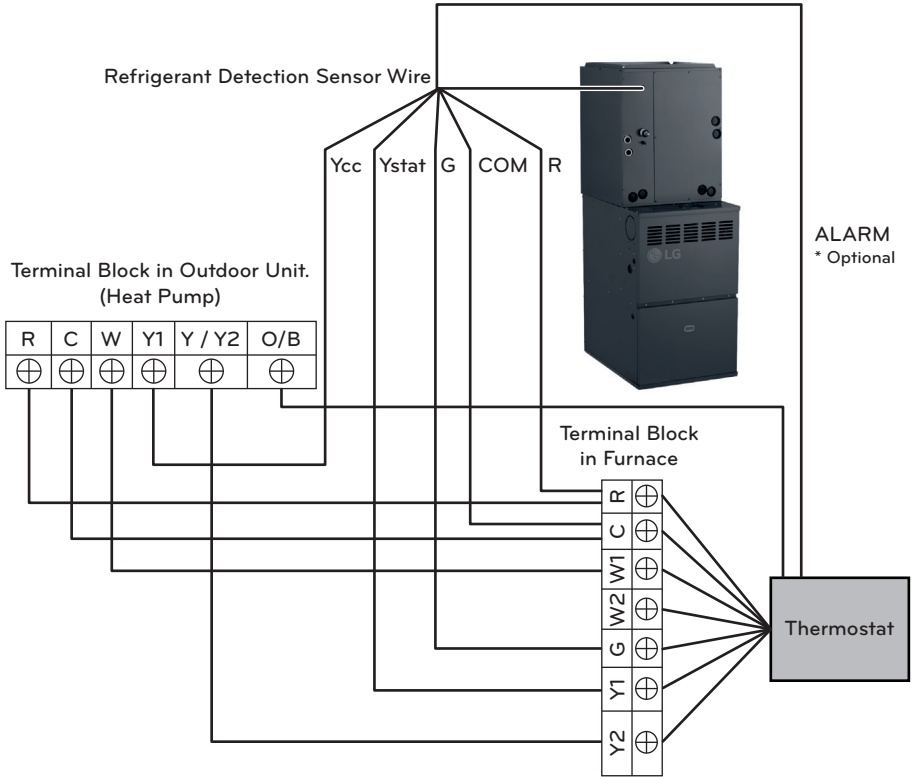 Refrigerant Detection Sensor Wire
Ycc Ystat G COM R
LG
ALARM
* Optional
Terminal Block in Outdoor Unit.
(Heat Pump)
R C W Y1 Y / Y2 O/B
Terminal Block
in Furnace
R
C
W1
W2
G
Y1
Y2
Thermostat